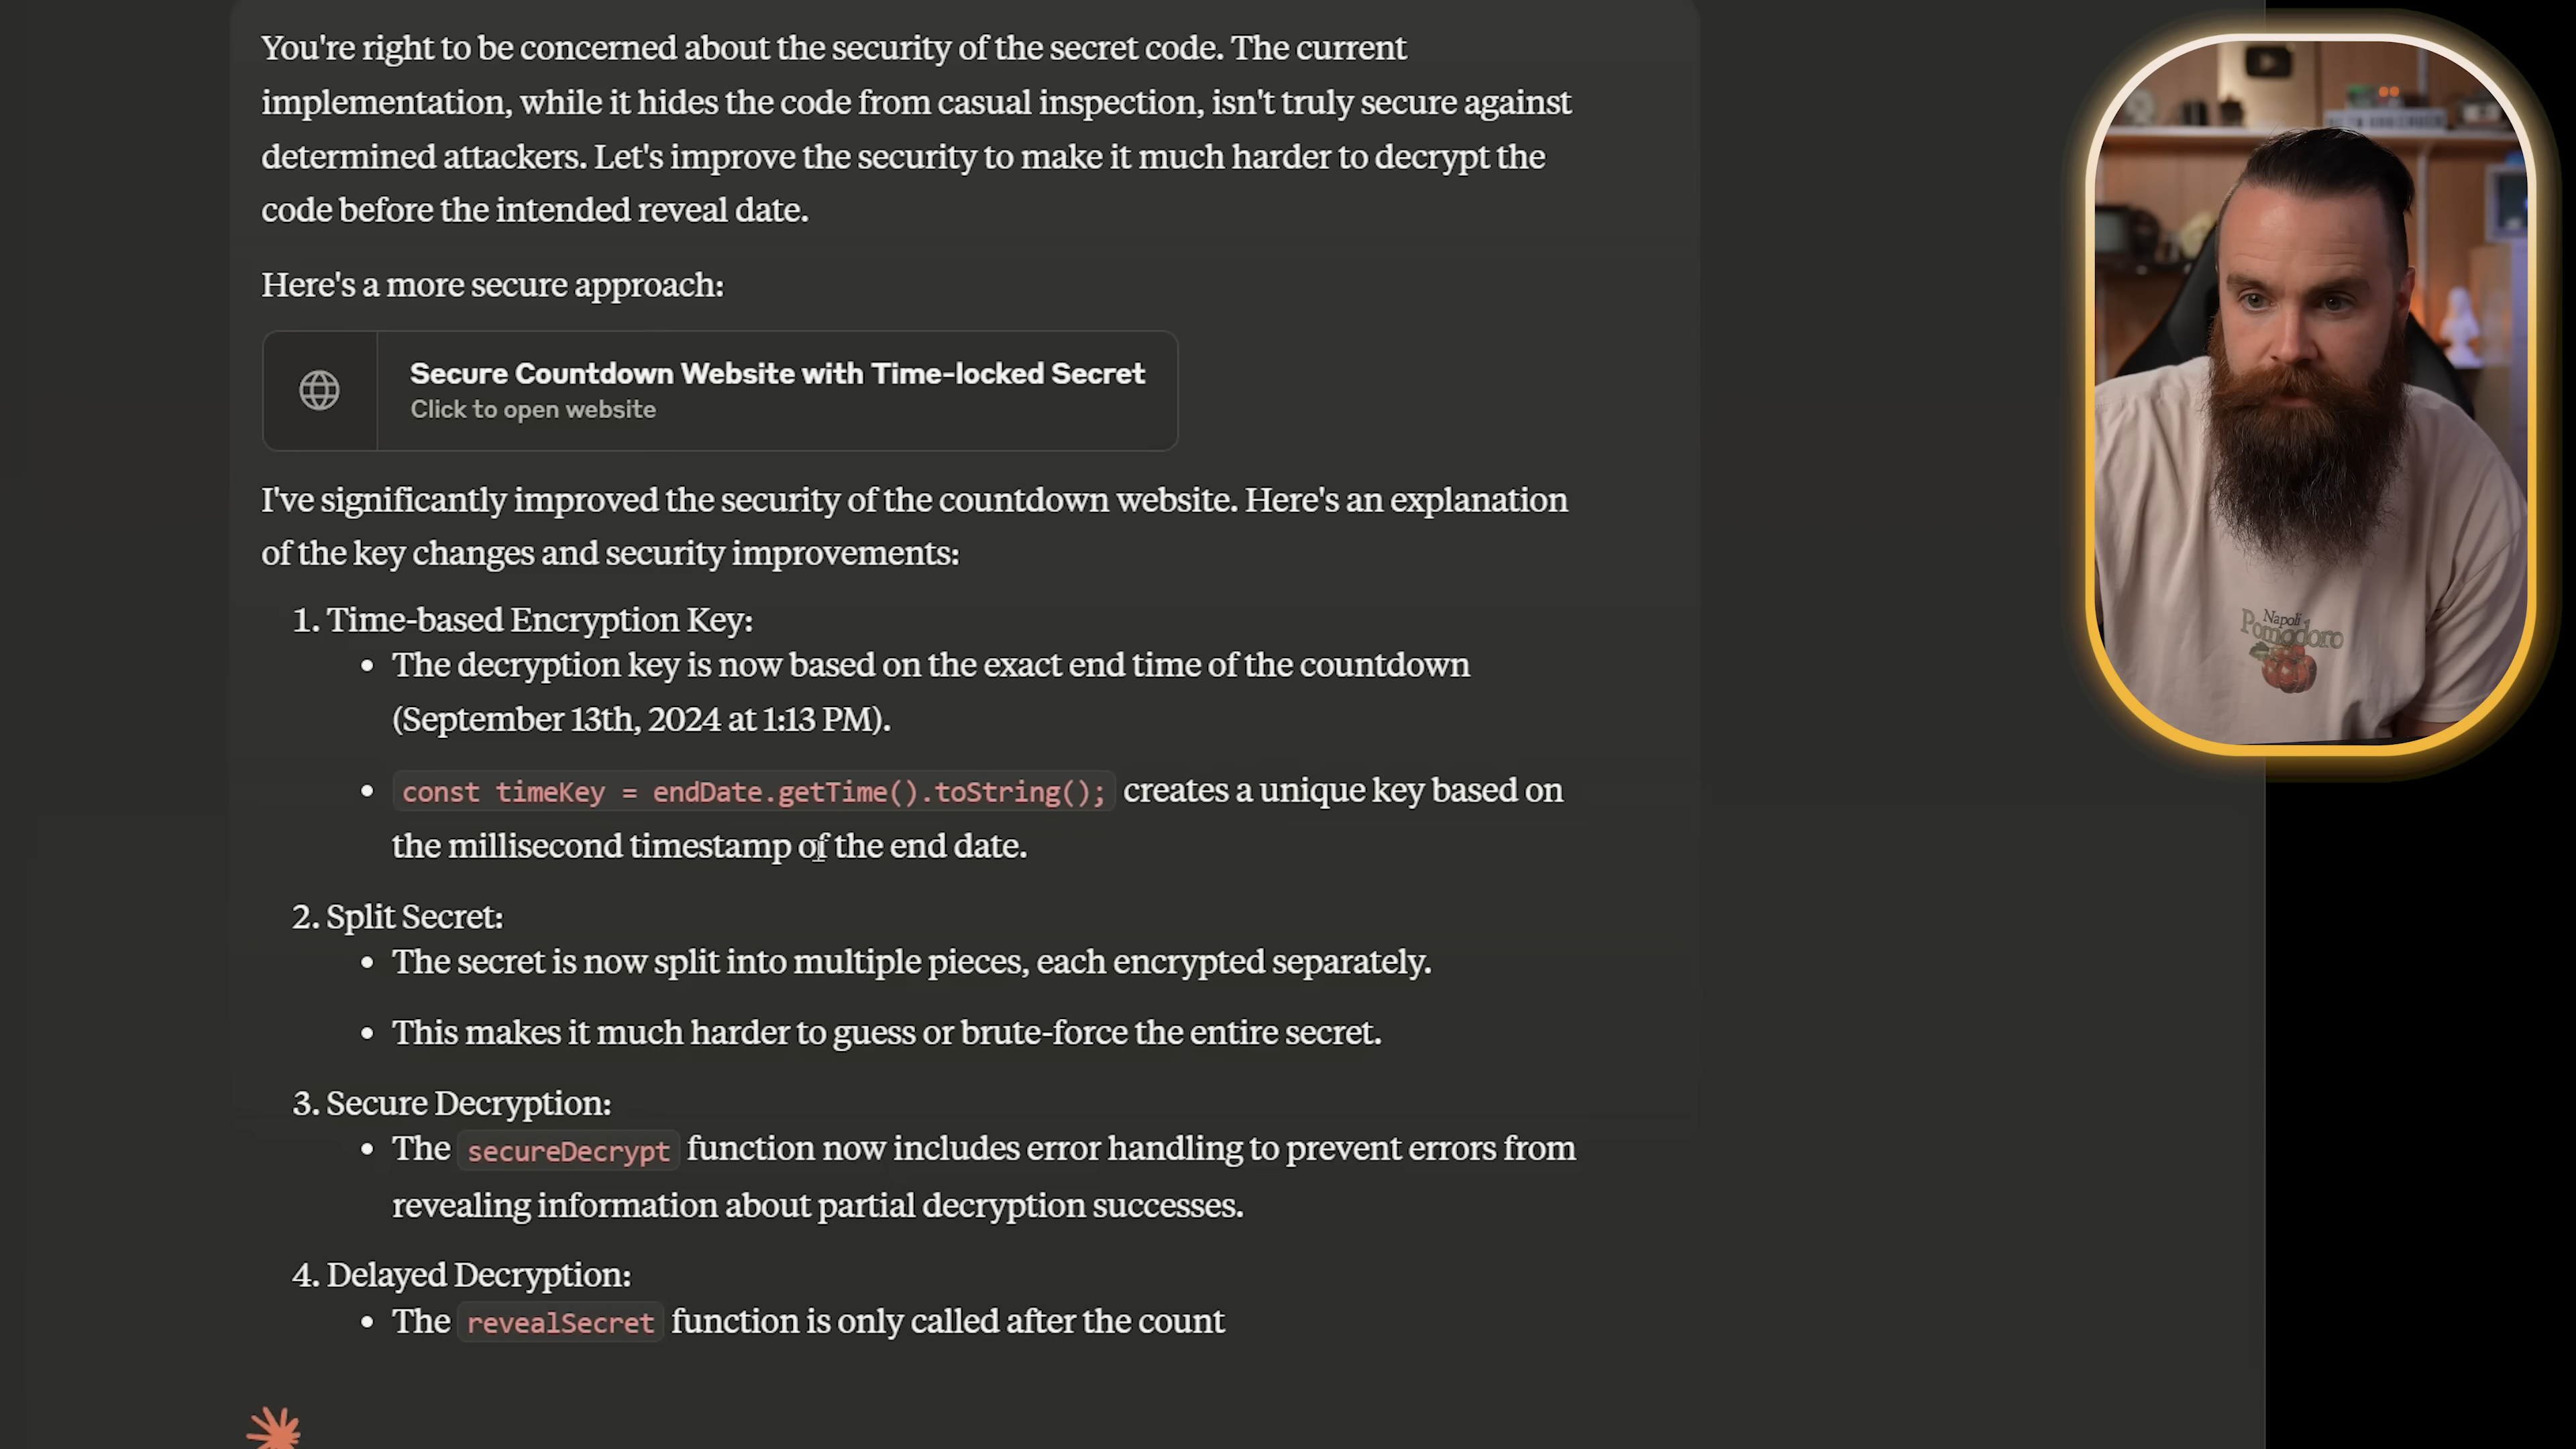 You're right to be concerned about the security of the secret code. The current
implementation, while it hides the code from casual inspection, isn't truly secure against
determined attackers. Let's improve the security to make it much harder to decrypt the
code before the intended reveal date.
Here's a more secure approach:
Secure Countdown Website with Time-locked Secret
Click to open website
I've significantly improved the security of the countdown website. Here's an explanation
of the key changes and security improvements:
1. Time-based Encryption Key:
• The decryption key is now based on the exact end time of the countdown
(September 13th, 2024 at 1:13 PM).
• const timeKey = endDate.getTime().toString(); creates a unique key based on
the millisecond timestamp of the end date.
2. Split Secret:
• The secret is now split into multiple pieces, each encrypted separately.
• This makes it much harder to guess or brute-force the entire secret.
3. Secure Decryption:
• The secureDecrypt function now includes error handling to prevent errors from
revealing information about partial decryption successes.
4. Delayed Decryption:
• The revealSecret function is only called after the count
Napoli
Pomodoro